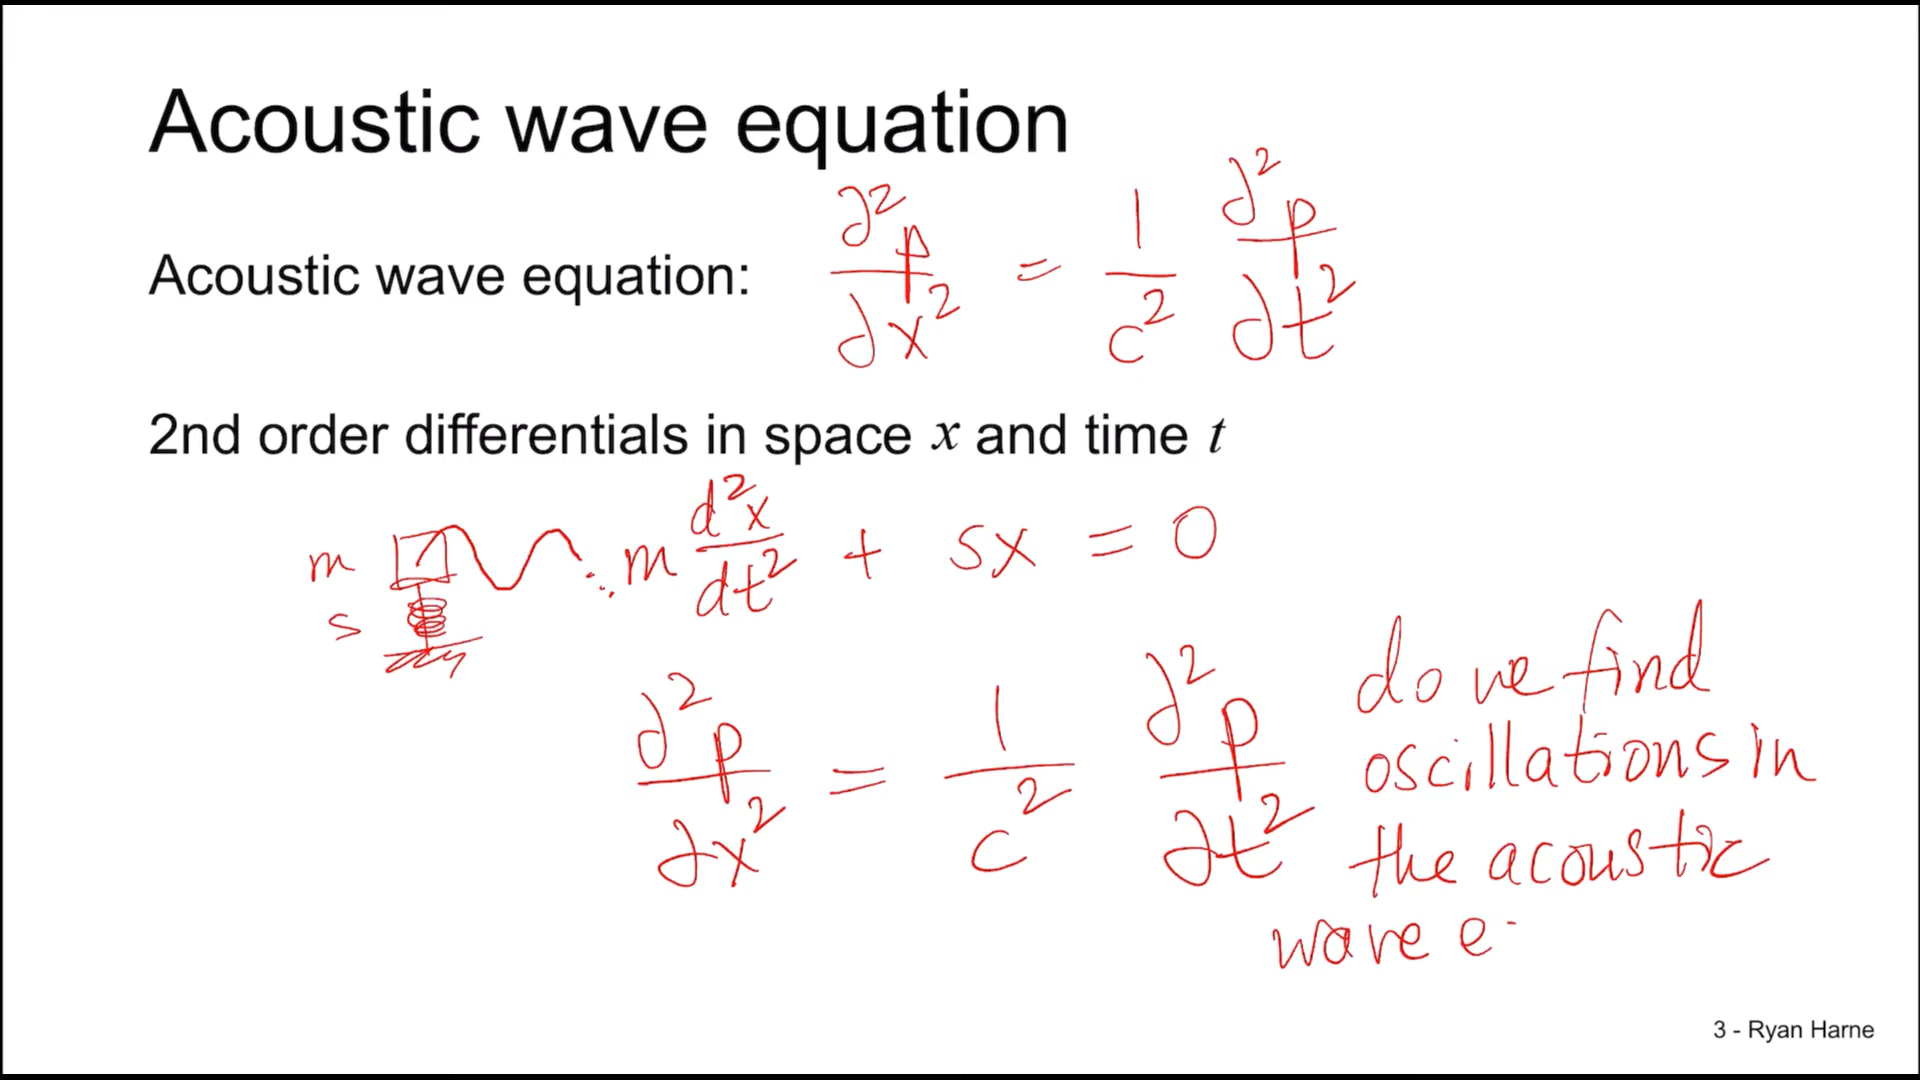 Acoustic wave equation
Acoustic wave equation: ∂²p/∂x² = 1/c² ∂²p/∂t²
2nd order differentials in space x and time t
m
s
m d²x/dt² + sx = 0
∂²p/∂x² = 1/c² ∂²p/∂t²
do we find
oscillations in
the acoustic
wave e
3 - Ryan Harne